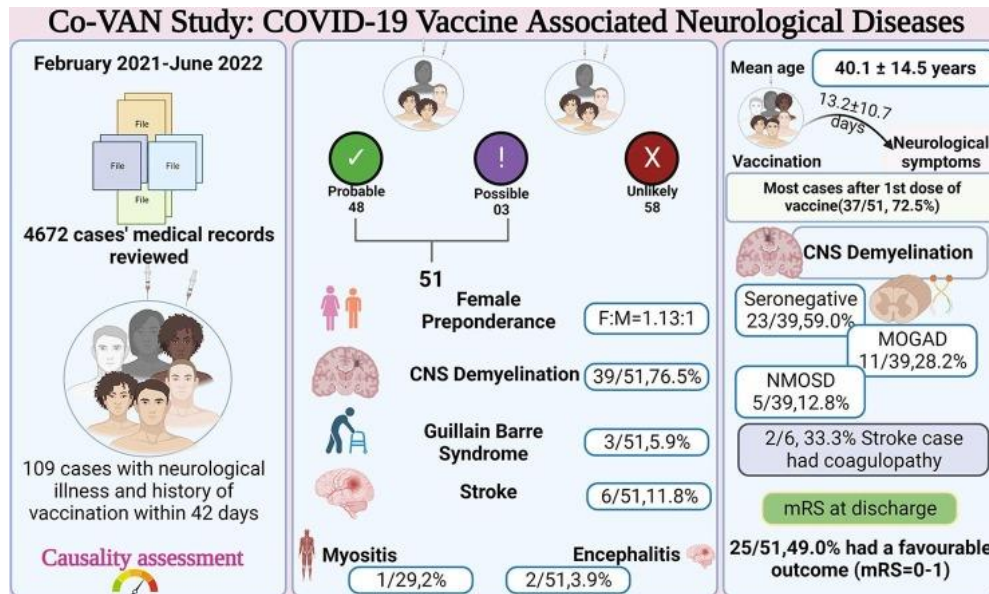 Co-VAN Study: COVID-19 Vaccine Associated Neurological Diseases
February 2021-June 2022
File
File
File
File
4672 cases' medical records
reviewed
109 cases with neurological
illness and history of
vaccination within 42 days
Causality assessment
✓
!
X
Probable
48
Possible
03
Unlikely
58
51
Female
Preponderance
F:M=1.13:1
CNS Demyelination
39/51,76.5%
Guillain Barre
Syndrome
3/51,5.9%
Stroke
6/51,11.8%
Myositis
1/29,2%
Encephalitis
2/51,3.9%
Mean age
40.1 ± 14.5 years
13.2±10.7
days
Vaccination
Neurological
symptoms
Most cases after 1st dose of
vaccine(37/51, 72.5%)
CNS Demyelination
Seronegative
23/39,59.0%
MOGAD
11/39,28.2%
NMOSD
5/39,12.8%
2/6, 33.3% Stroke case
had coagulopathy
mRS at discharge
25/51,49.0% had a favourable
outcome (mRS=0-1)